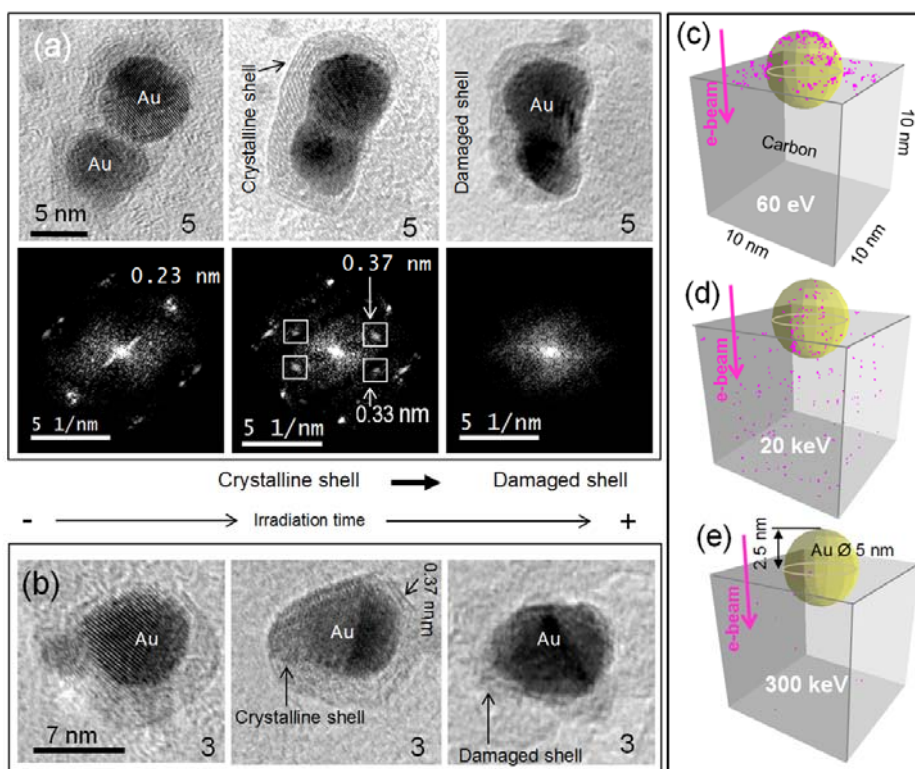 (a)
Au
Au
5 nm
5
Crystalline shell
5
Damaged shell
Au
5
0.23 nm
5 1/nm
0.37 nm
0.33 nm
5 1/nm
5 1/nm
Crystalline shell
Damaged shell
- Irradiation time +
(b)
Au
7 nm
3
Au
0.37 nmm
Crystalline shell
3
Au
Damaged shell
3
(c)
e-beam
Carbon
60 eV
10 nm
10 nm
10 nm
(d)
e-beam
20 keV
(e)
e-beam
2.5 nm
Au Ø 5 nm
300 keV